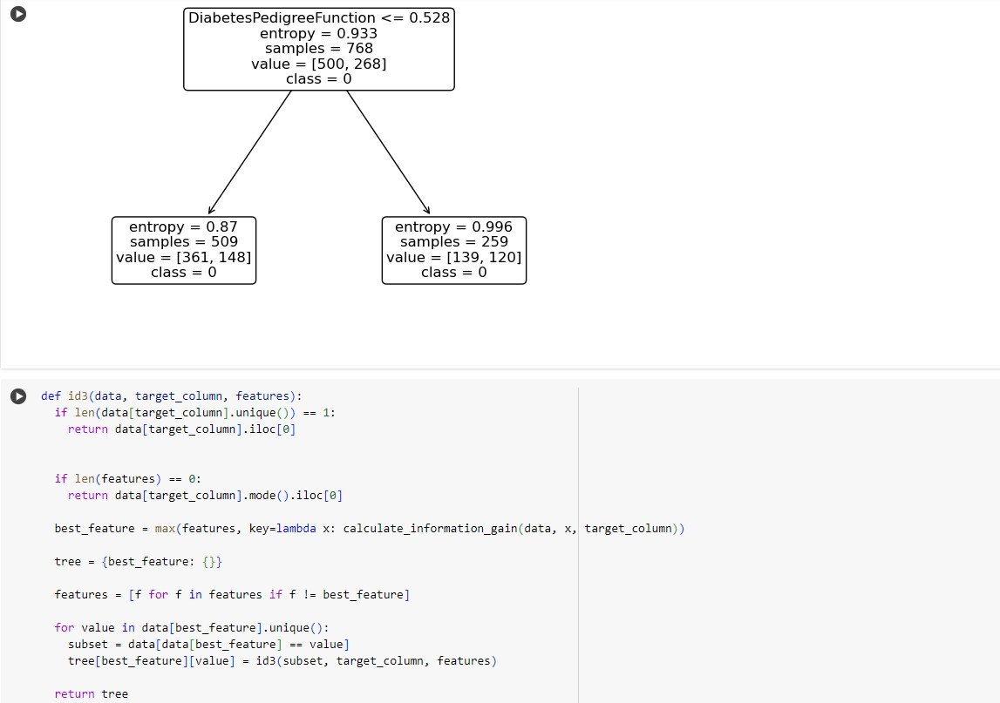 DiabetesPedigreeFunction <= 0.528
entropy = 0.933
samples = 768
value = [500, 268]
class = 0
entropy = 0.87
samples = 509
value = [361, 148]
class = 0
entropy = 0.996
samples = 259
value = [139, 120]
class = 0
def id3(data, target_column, features):
  if len(data[target_column].unique()) == 1:
    return data[target_column].iloc[0]
  if len(features) == 0:
    return data[target_column].mode().iloc[0]
  best_feature = max(features, key=lambda x: calculate_information_gain(data, x, target_column))
  tree = {best_feature: {}}
  features = [f for f in features if f != best_feature]
  for value in data[best_feature].unique():
    subset = data[data[best_feature] == value]
    tree[best_feature][value] = id3(subset, target_column, features)
  return tree